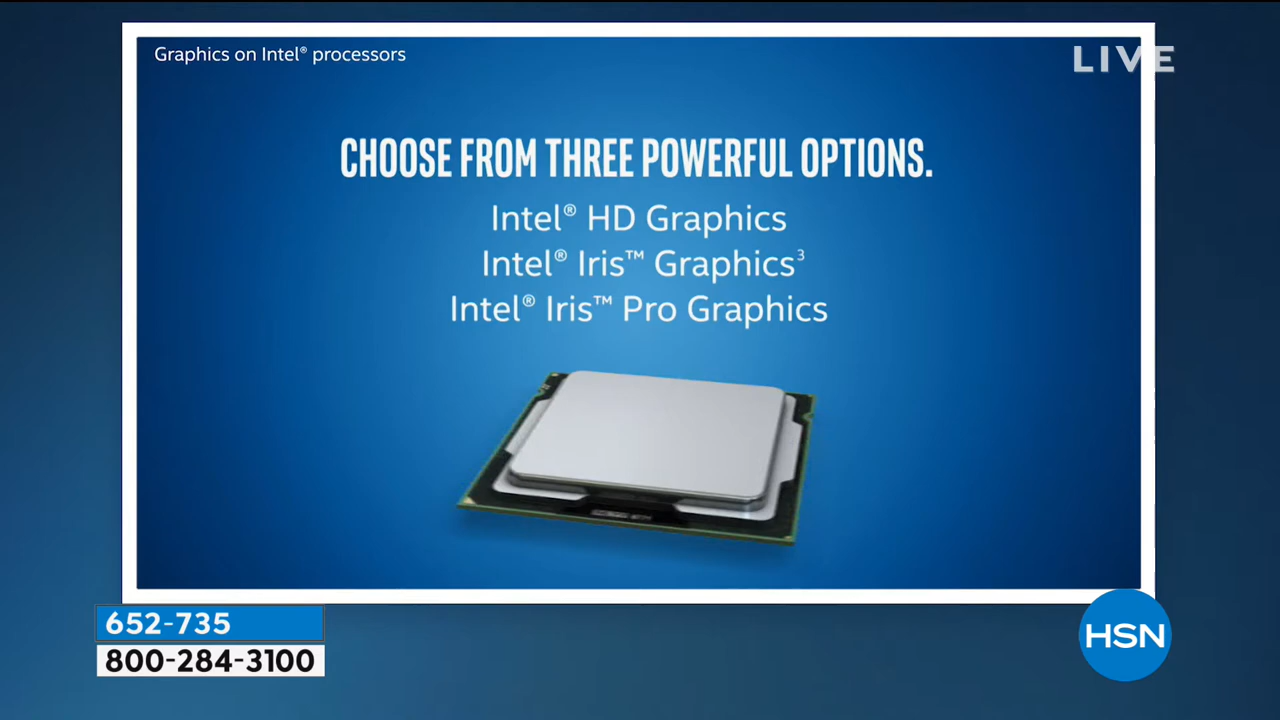 Graphics on Intel® processors
LIVE
CHOOSE FROM THREE POWERFUL OPTIONS.
Intel® HD Graphics
Intel® Iris™ Graphics³
Intel® Iris™ Pro Graphics
652-735
800-284-3100
HSN